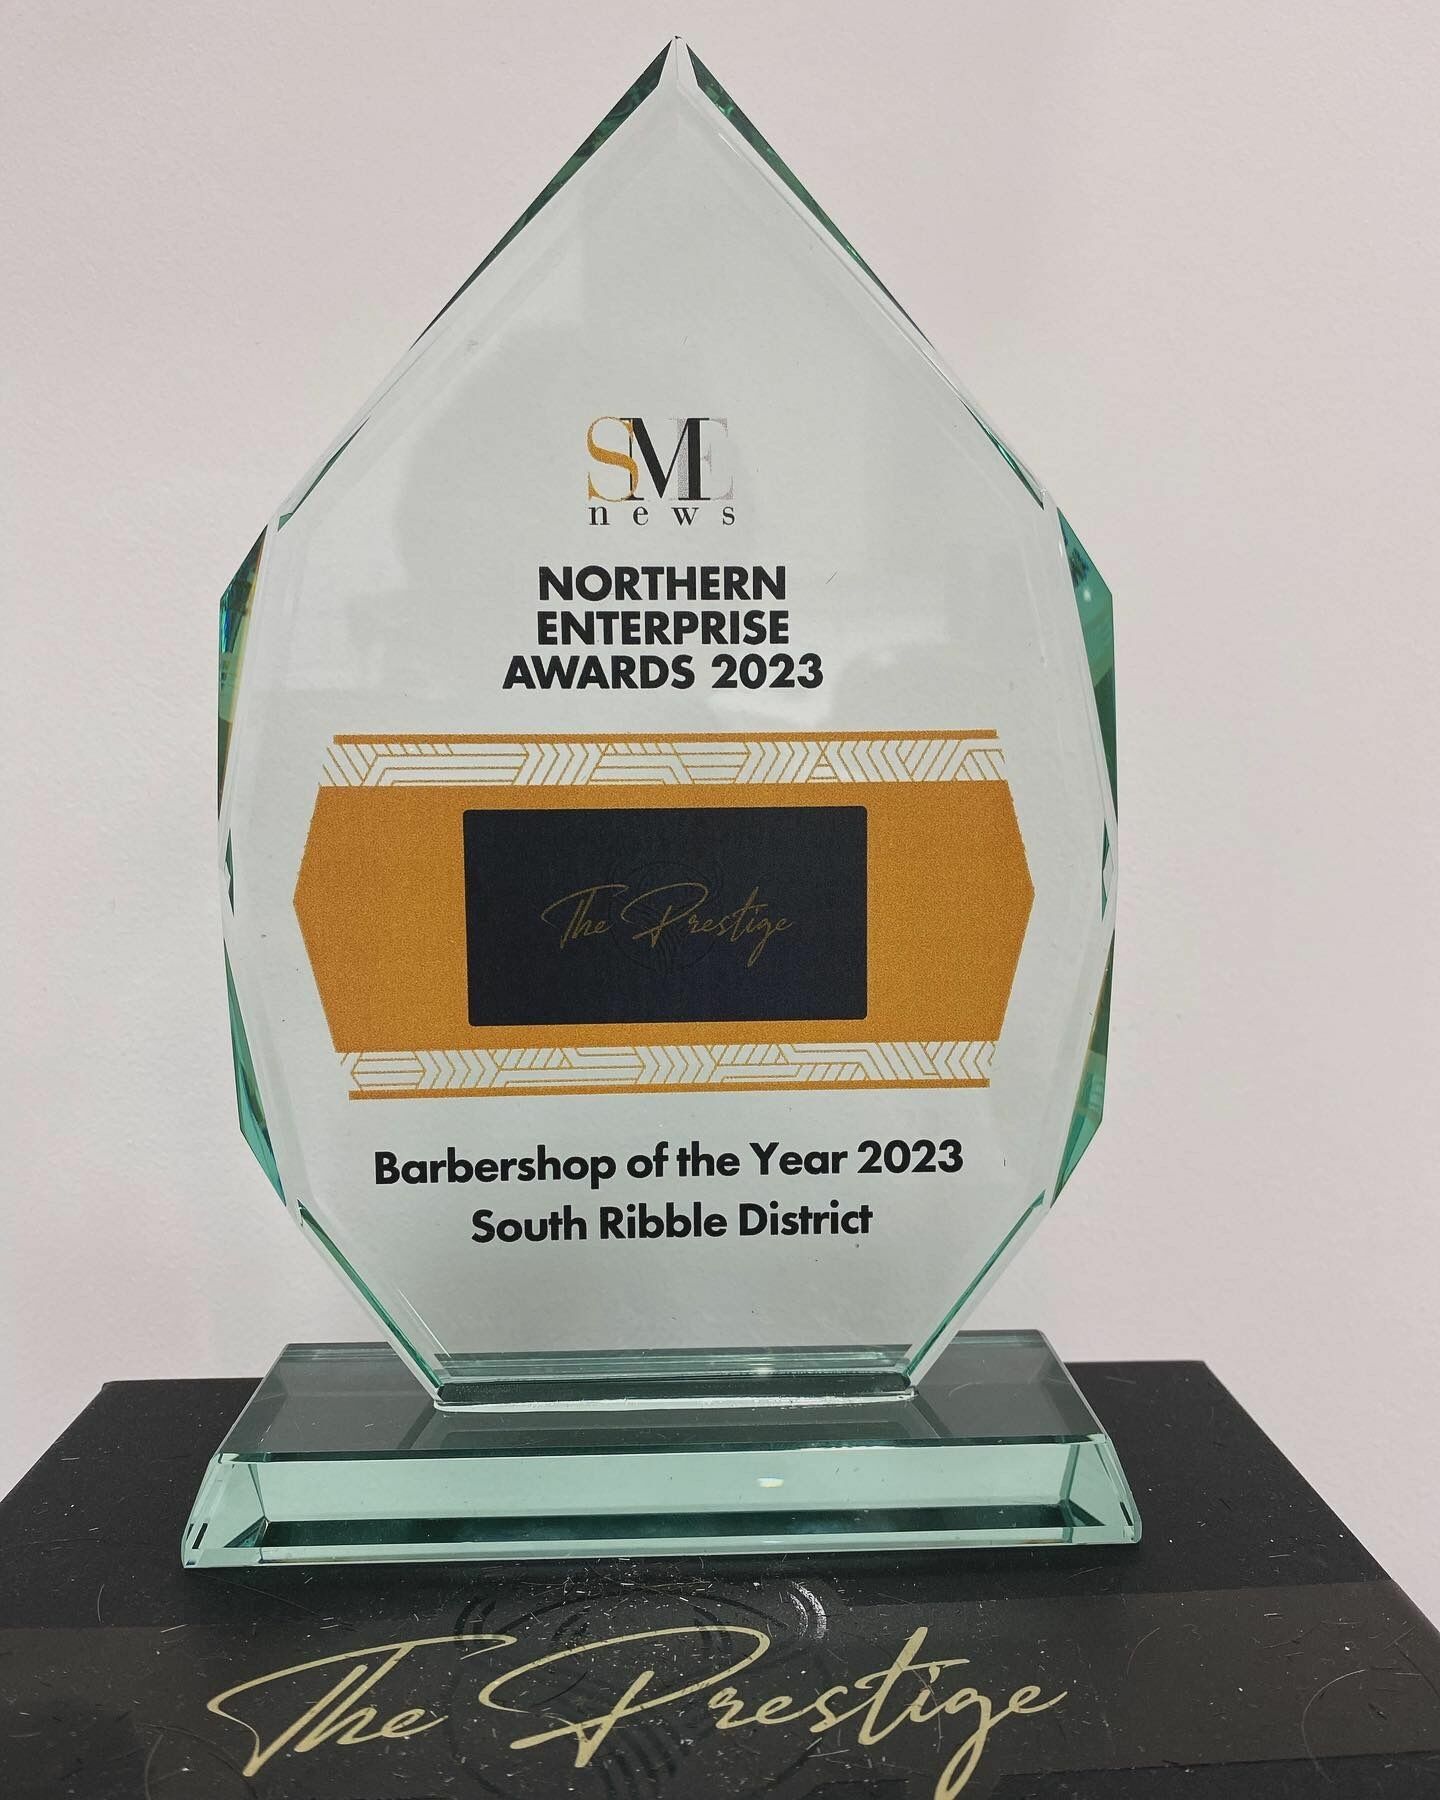 SME
news
NORTHERN
ENTERPRISE
AWARDS 2023
The Prestige
Barbershop of the Year 2023
South Ribble District
The Prestige